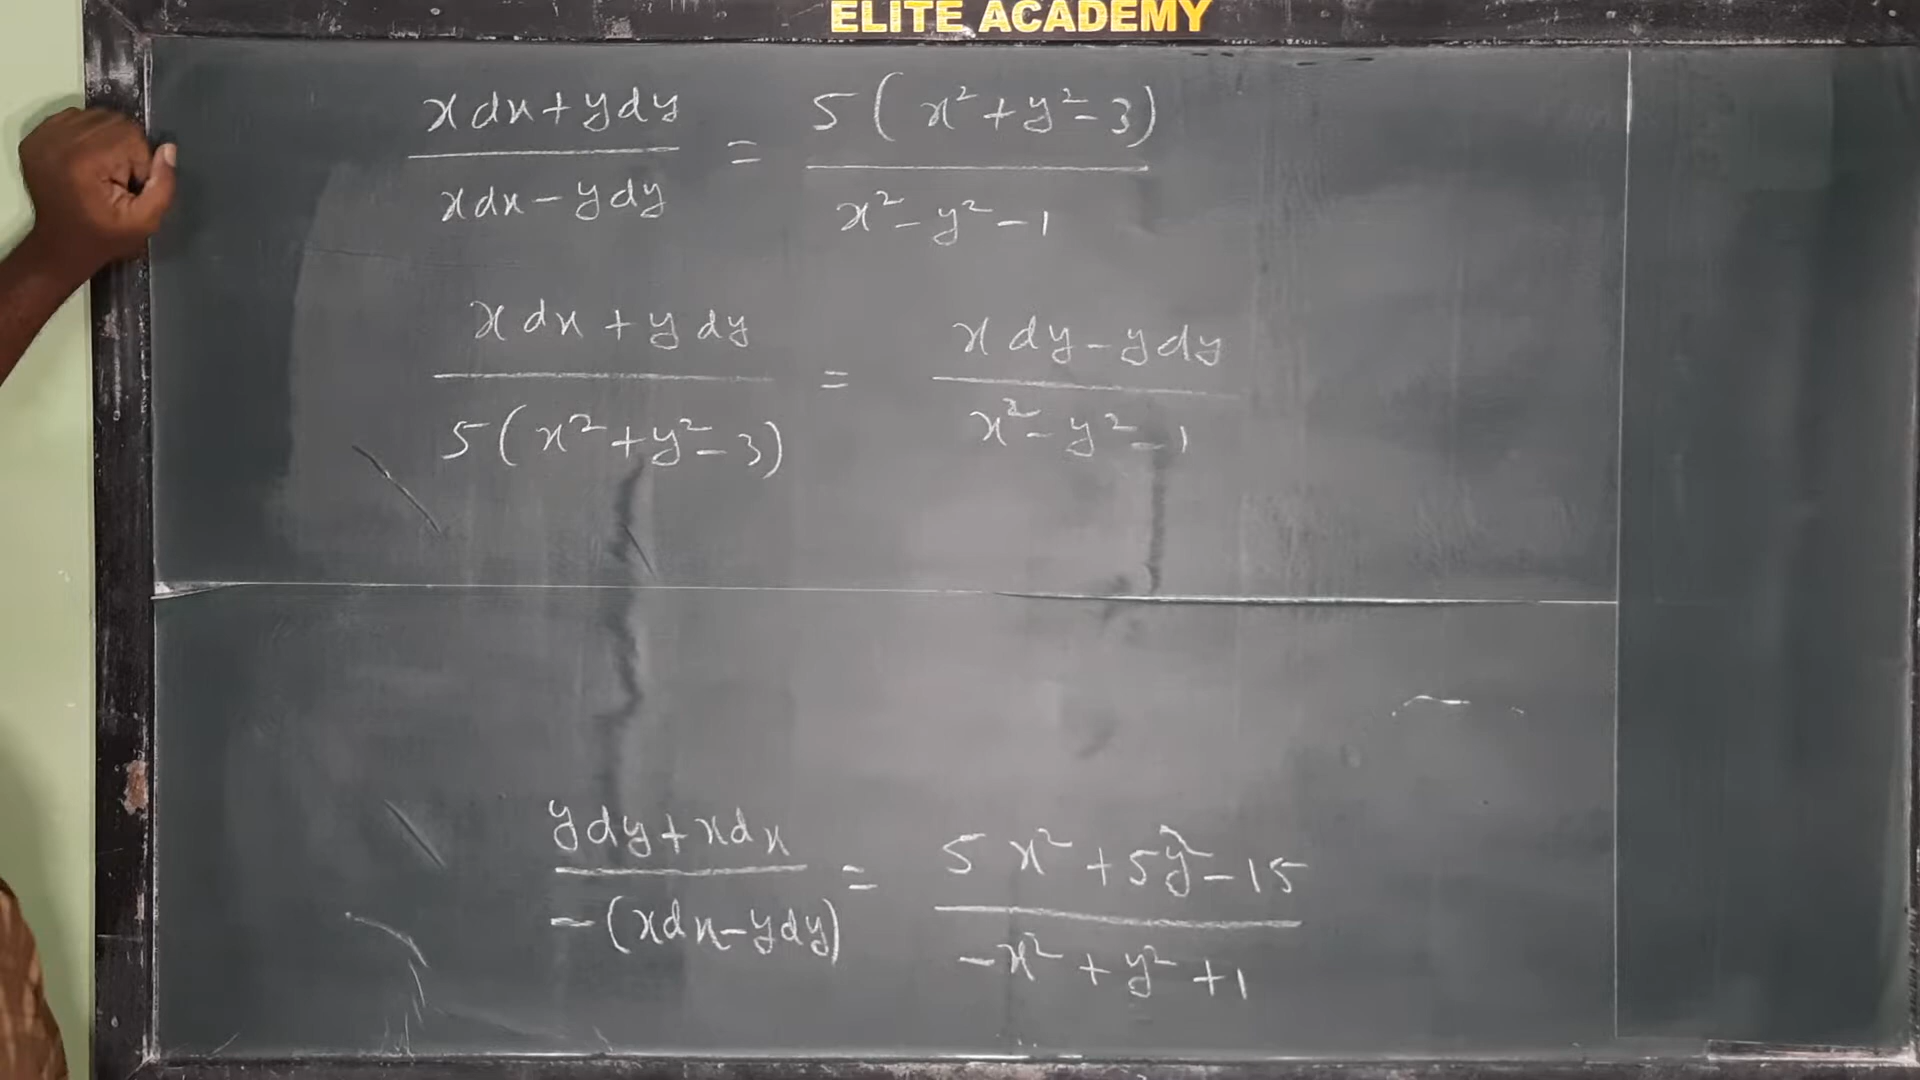 ELITE ACADEMY
x dx + y dy / x dx - y dy = 5 ( x² + y² - 3 ) / x² - y² - 1
x dx + y dy / 5 ( x² + y² - 3 ) = x dy - y dy / x² - y² - 1
y dy + x dx / - ( x dx - y dy ) = 5 x² + 5 y² - 15 / - x² + y² + 1